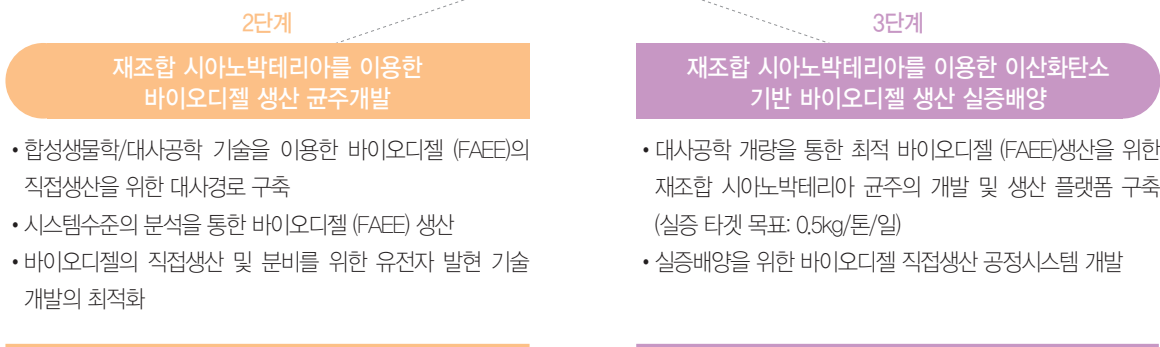 2단계
재조합 시아노박테리아를 이용한
바이오디젤 생산 균주개발
• 합성생물학/대사공학 기술을 이용한 바이오디젤 (FAEE)의
직접생산을 위한 대사경로 구축
• 시스템수준의 분석을 통한 바이오디젤 (FAEE) 생산
• 바이오디젤의 직접생산 및 분비를 위한 유전자 발현 기술
개발의 최적화
3단계
재조합 시아노박테리아를 이용한 이산화탄소
기반 바이오디젤 생산 실증배양
• 대사공학 개량을 통한 최적 바이오디젤 (FAEE)생산을 위한
재조합 시아노박테리아 균주의 개발 및 생산 플랫폼 구축
(실증 타겟 목표: 0.5kg/톤/일)
• 실증배양을 위한 바이오디젤 직접생산 공정시스템 개발